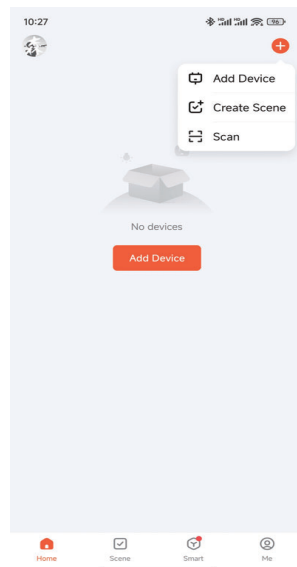 10:27
96
Add Device
Create Scene
Scan
No devices
Add Device
Home
Scene
Smart
Me